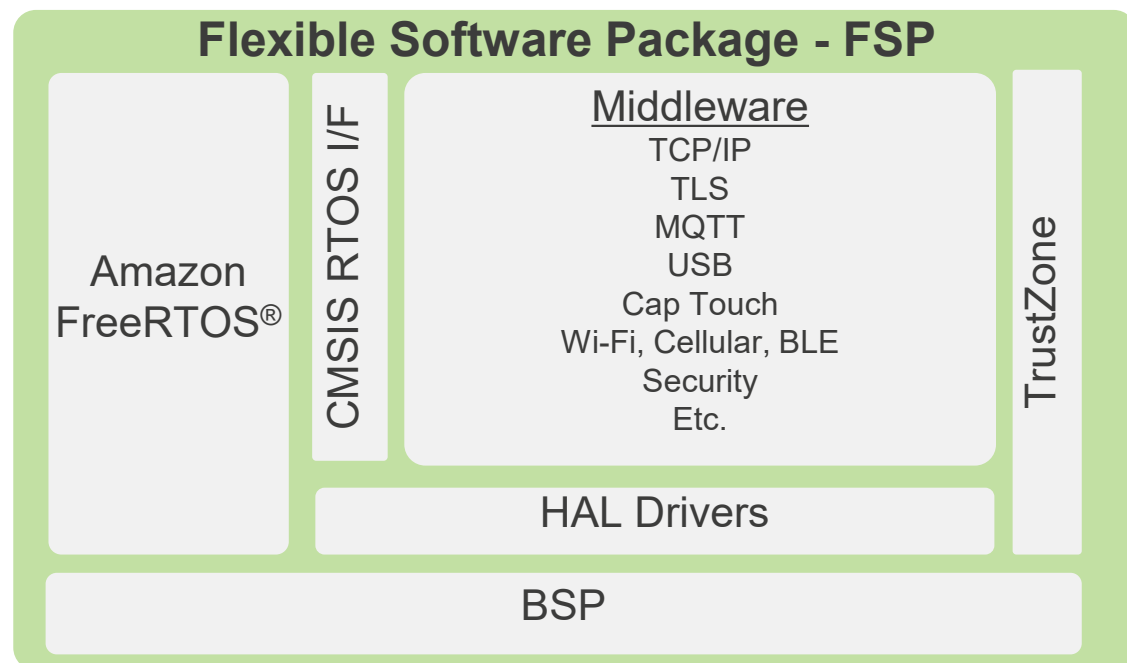 Flexible Software Package - FSP
Amazon
FreeRTOS®
CMSIS RTOS I/F
Middleware
TCP/IP
TLS
MQTT
USB
Cap Touch
Wi-Fi, Cellular, BLE
Security
Etc.
TrustZone
HAL Drivers
BSP